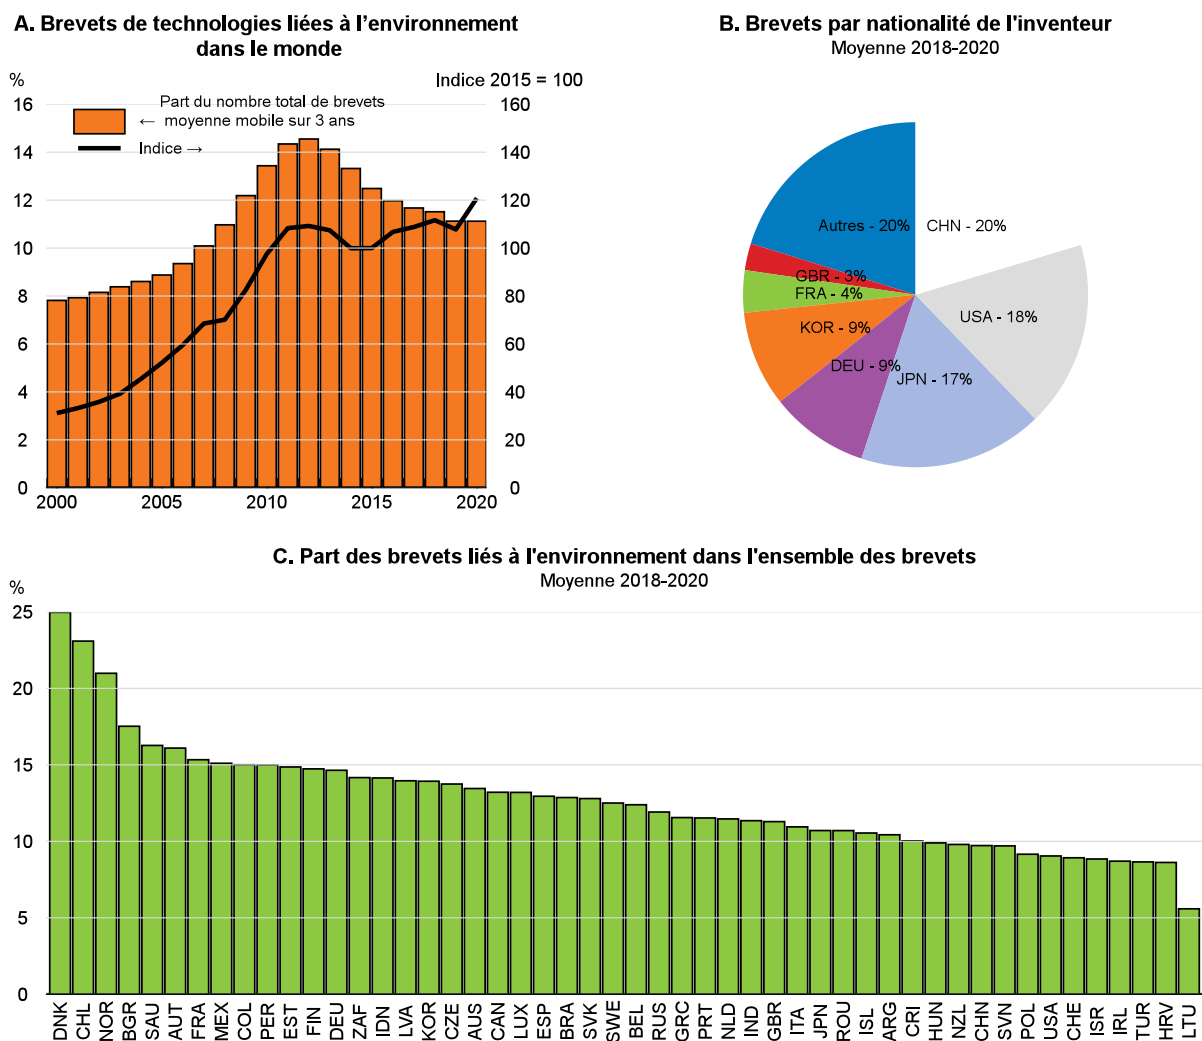 A. Brevets de technologies liées à l’environnement
dans le monde
%
Indice 2015 = 100
16
14
12
10
8
6
4
2
0
160
140
120
100
80
60
40
20
0
Part du nombre total de brevets
← moyenne mobile sur 3 ans
Indice →
2000
2005
2010
2015
2020
B. Brevets par nationalité de l'inventeur
Moyenne 2018-2020
Autres - 20%
CHN - 20%
GBR - 3%
FRA - 4%
USA - 18%
KOR - 9%
DEU - 9%
JPN - 17%
C. Part des brevets liés à l'environnement dans l'ensemble des brevets
Moyenne 2018-2020
%
25
20
15
10
5
0
DNK
CHL
NOR
BGR
SAU
AUT
FRA
MEX
COL
PER
EST
FIN
DEU
ZAF
IDN
LVA
KOR
CZE
AUS
CAN
LUX
ESP
BRA
SVK
SWE
BEL
RUS
GRC
PRT
NLD
IND
GBR
ITA
JPN
ROU
ISL
ARG
CRI
HUN
NZL
CHN
SVN
POL
USA
CHE
ISR
IRL
TUR
HRV
LTU